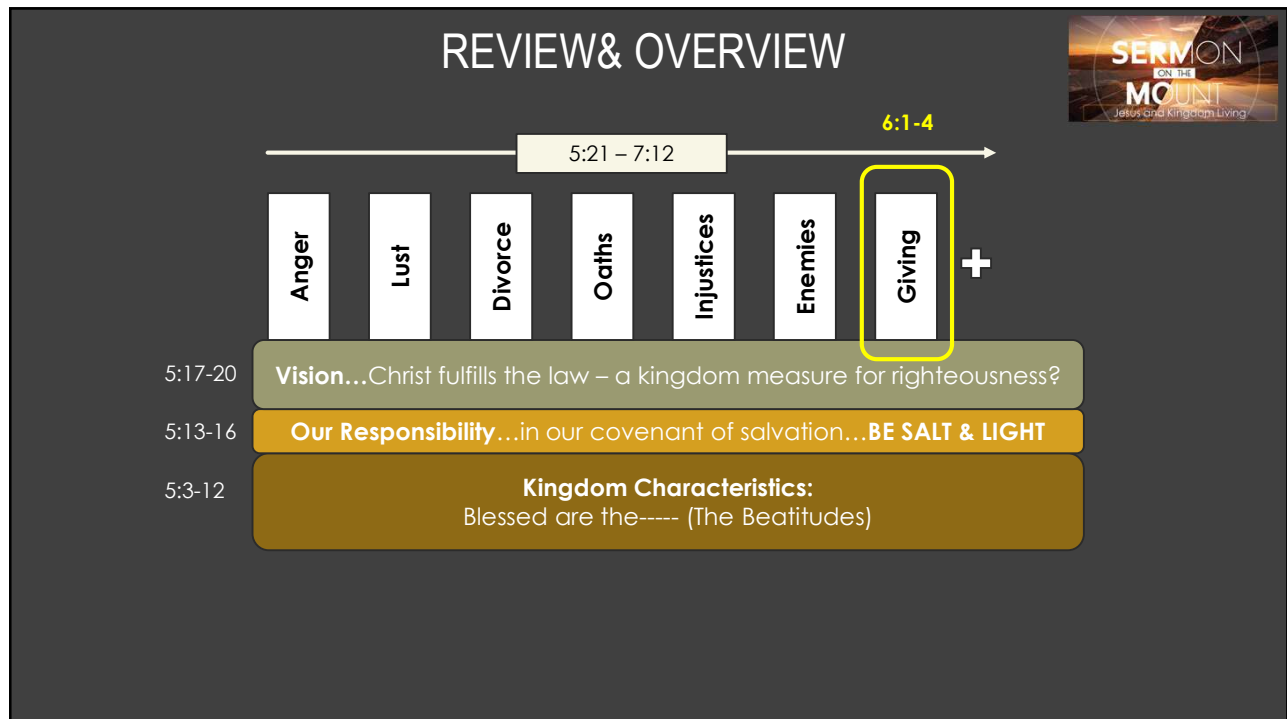 REVIEW& OVERVIEW
SERMON
ON THE
MOUNT
Jesus and Kingdom Living
6:1-4
5:21 – 7:12
Anger
Lust
Divorce
Oaths
Injustices
Enemies
Giving
+
5:17-20
Vision…Christ fulfills the law – a kingdom measure for righteousness?
5:13-16
Our Responsibility…in our covenant of salvation…BE SALT & LIGHT
5:3-12
Kingdom Characteristics:
Blessed are the----- (The Beatitudes)